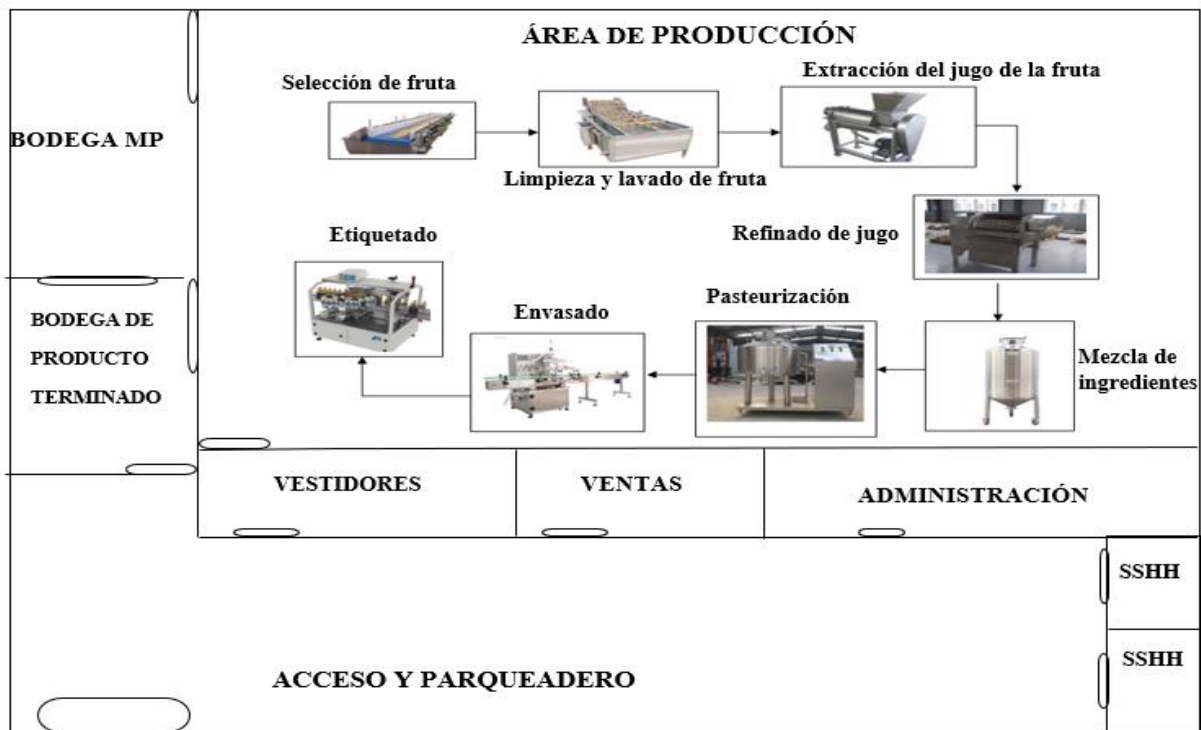 ÁREA DE PRODUCCIÓN
Selección de fruta
Extracción del jugo de la fruta
BODEGA MP
Limpieza y lavado de fruta
Etiquetado
Refinado de jugo
Pasteurización
Envasado
BODEGA DE
PRODUCTO
TERMINADO
Mezcla de
ingredientes
VESTIDORES
VENTAS
ADMINISTRACIÓN
SSHH
SSHH
ACCESO Y PARQUEADERO